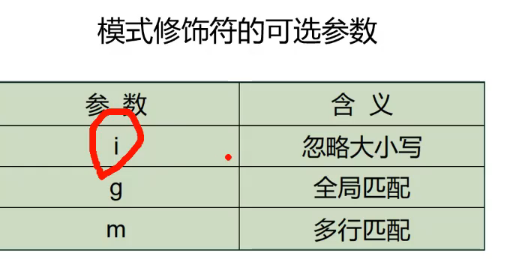 模式修饰符的可选参数
参 数 含 义
i 忽略大小写
g 全局匹配
m 多行匹配